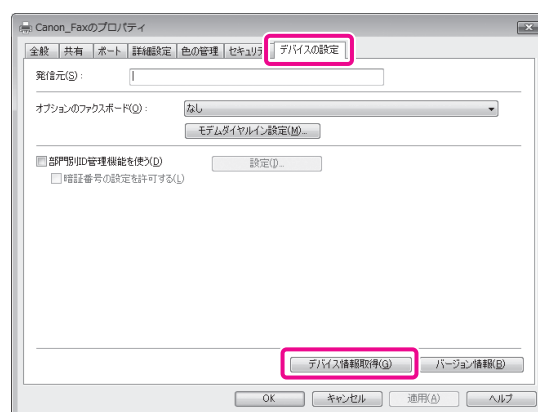 Canon_Faxのプロパティ
全般 共有 ポート 詳細設定 色の管理 セキュリテ デバイスの設定
発信元(S):
オプションのファクスボード(O): なし
モデムダイヤルイン設定(M)...
部門別ID管理機能を使う(D) 設定(I)...
暗証番号の設定を許可する(L)
デバイス情報取得(G) バージョン情報(B)
OK キャンセル 適用(A) ヘルプ